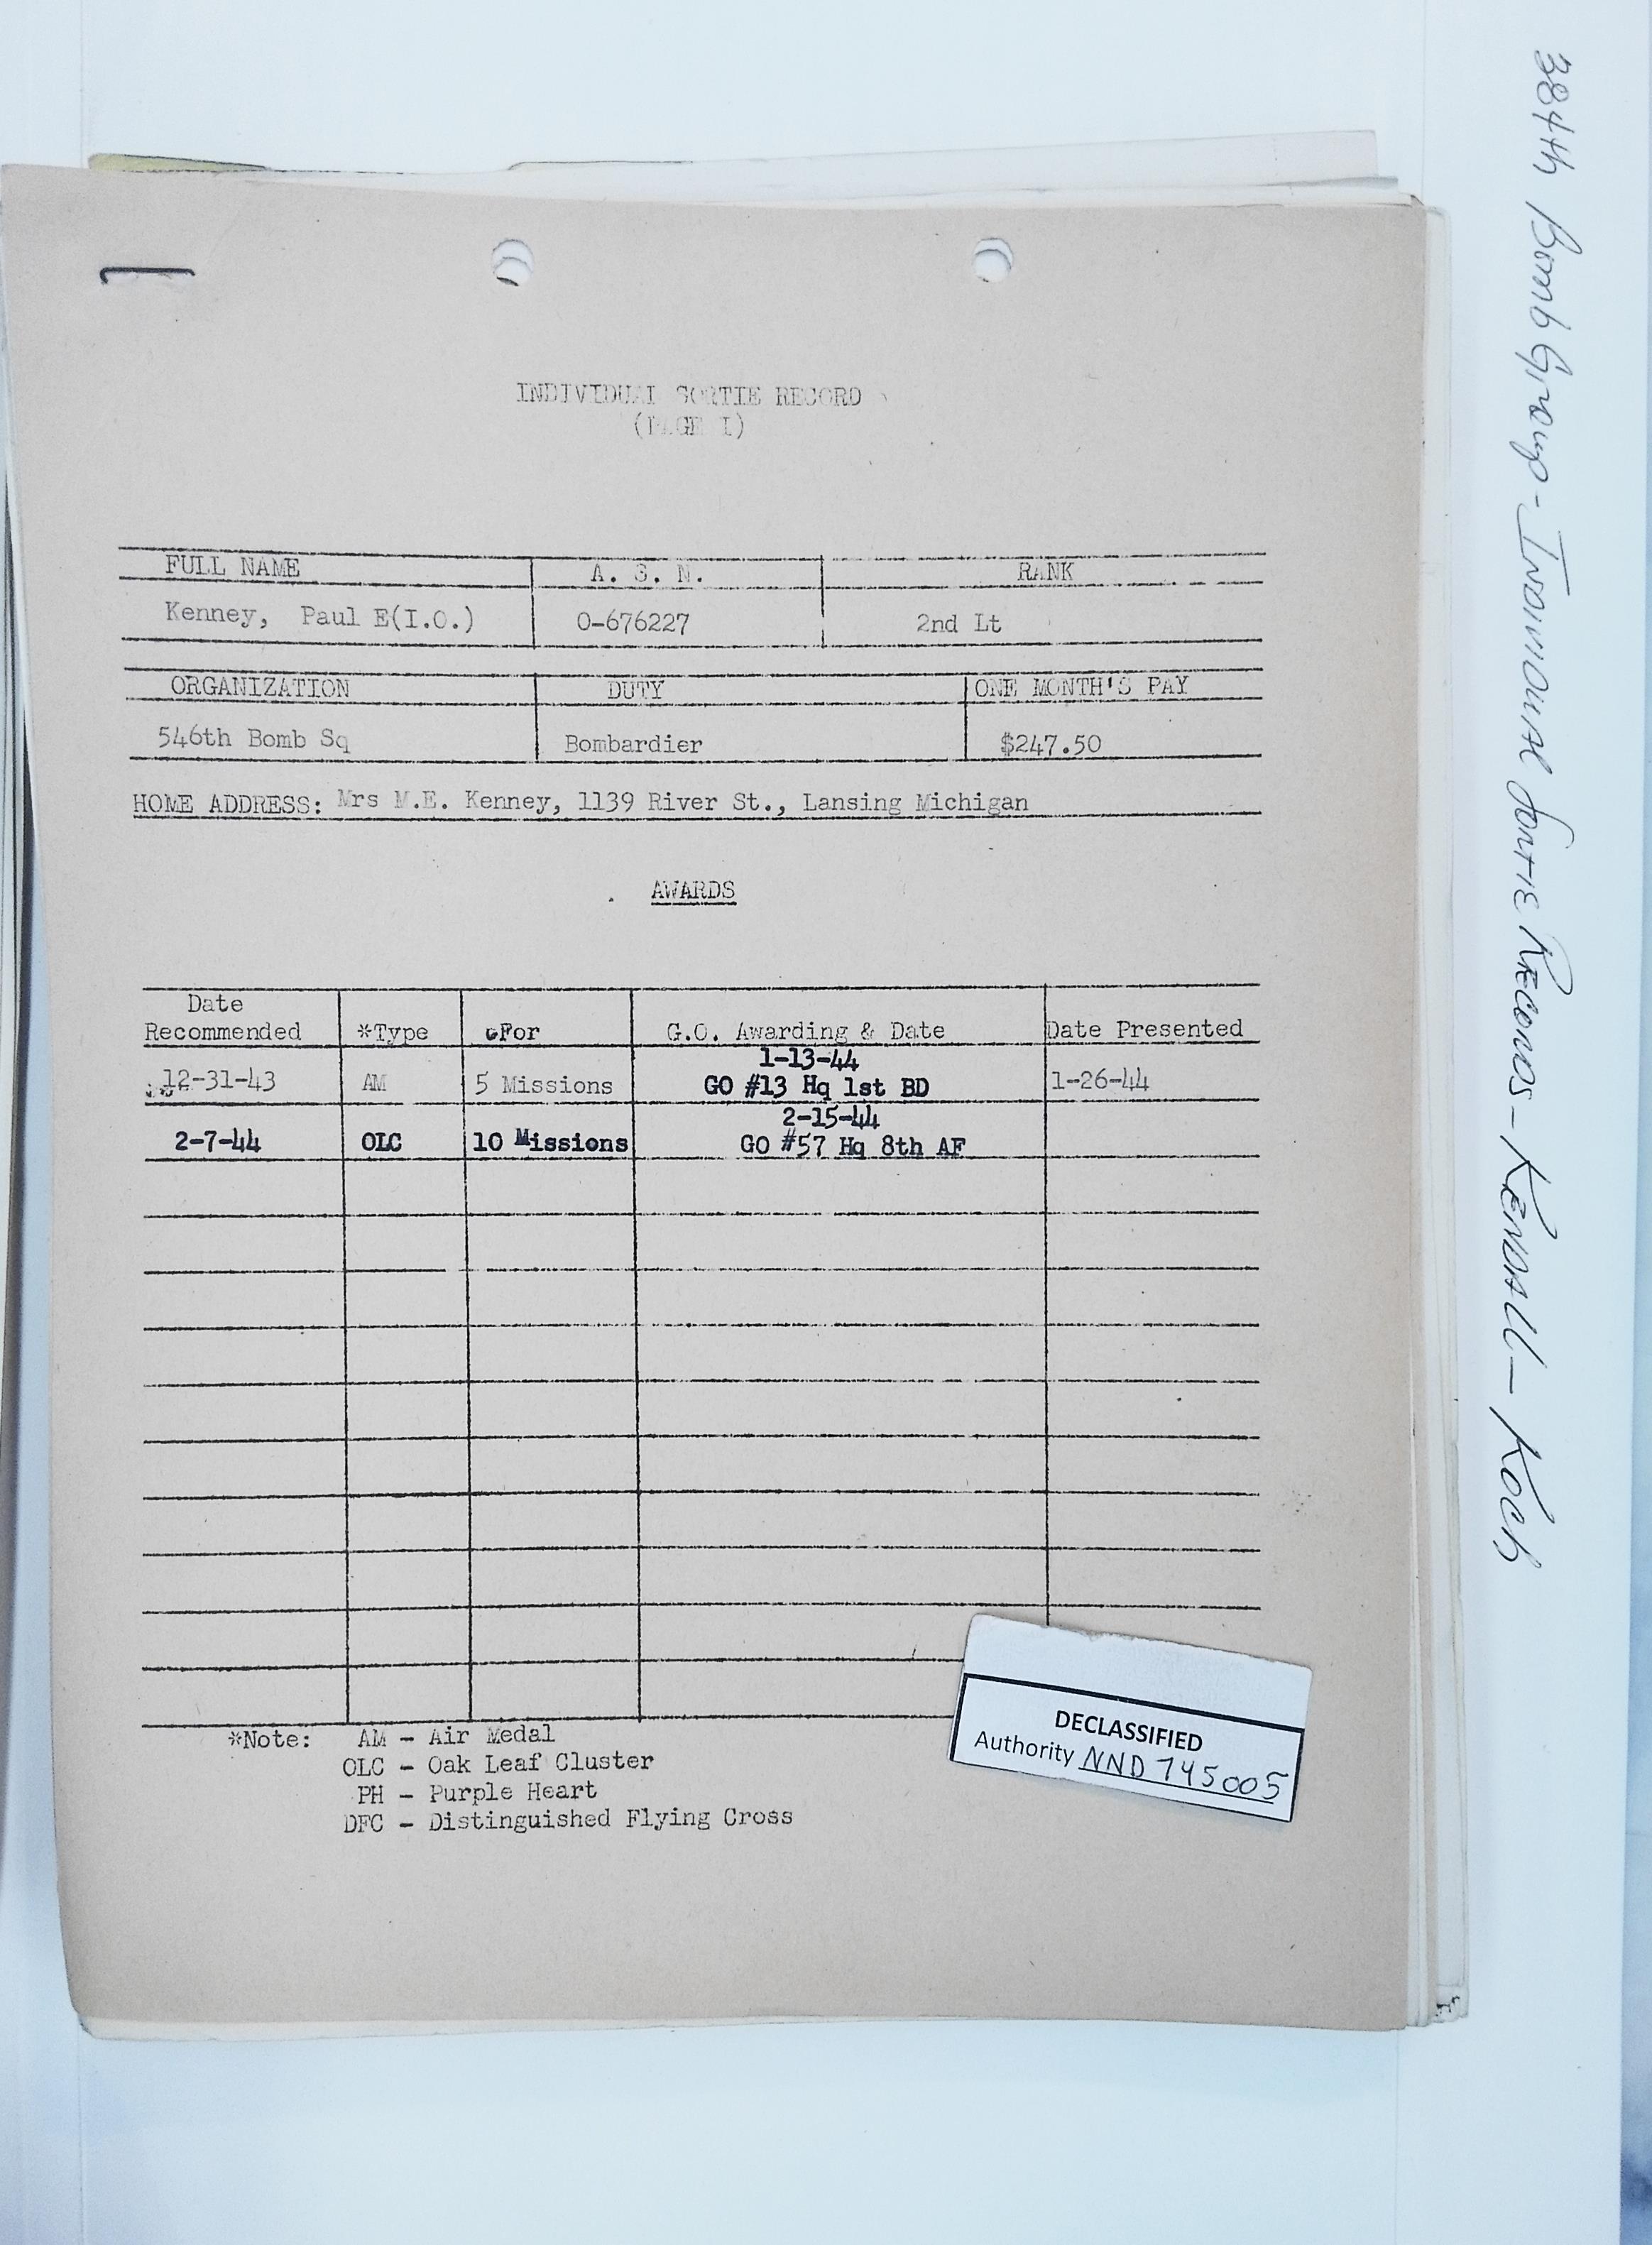 INDIVIDUAL SORTIE RECORD
(PAGE I)
FULL NAME A. S. N. RANK
Kenney, Paul E(I.O.) O-676227 2nd Lt
ORGANIZATION DUTY ONE MONTH'S PAY
546th Bomb Sq Bombardier $247.50
HOME ADDRESS: Mrs M.E. Kenney, 1139 River St., Lansing Michigan
AWARDS
Date
Recommended *Type For G.O. Awarding & Date Date Presented
1-13-44
12-31-43 AM 5 Missions GO #13 Hq 1st BD 1-26-44
2-15-44
2-7-44 OLC 10 Missions GO #57 Hq 8th AF
*Note: AM - Air Medal
OLC - Oak Leaf Cluster
PH - Purple Heart
DFC - Distinguished Flying Cross
DECLASSIFIED
Authority NND 745005
384th Bomb Group - Individual Sortie Records - Kendall - Koch